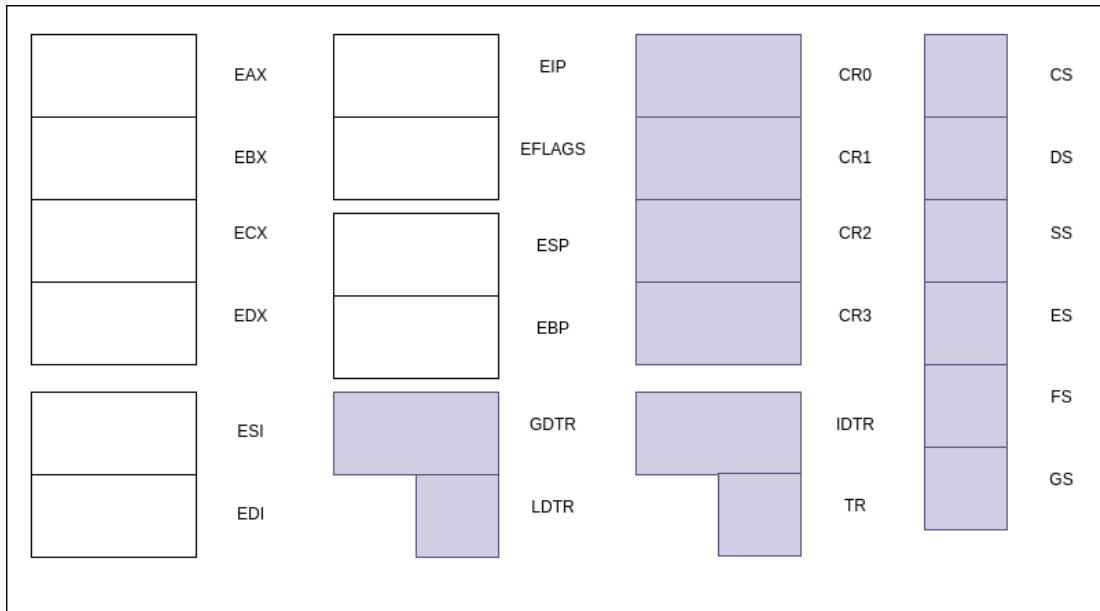 EAX
EBX
ECX
EDX
ESI
EDI
EIP
EFLAGS
ESP
EBP
GDTR
LDTR
CR0
CR1
CR2
CR3
IDTR
TR
CS
DS
SS
ES
FS
GS